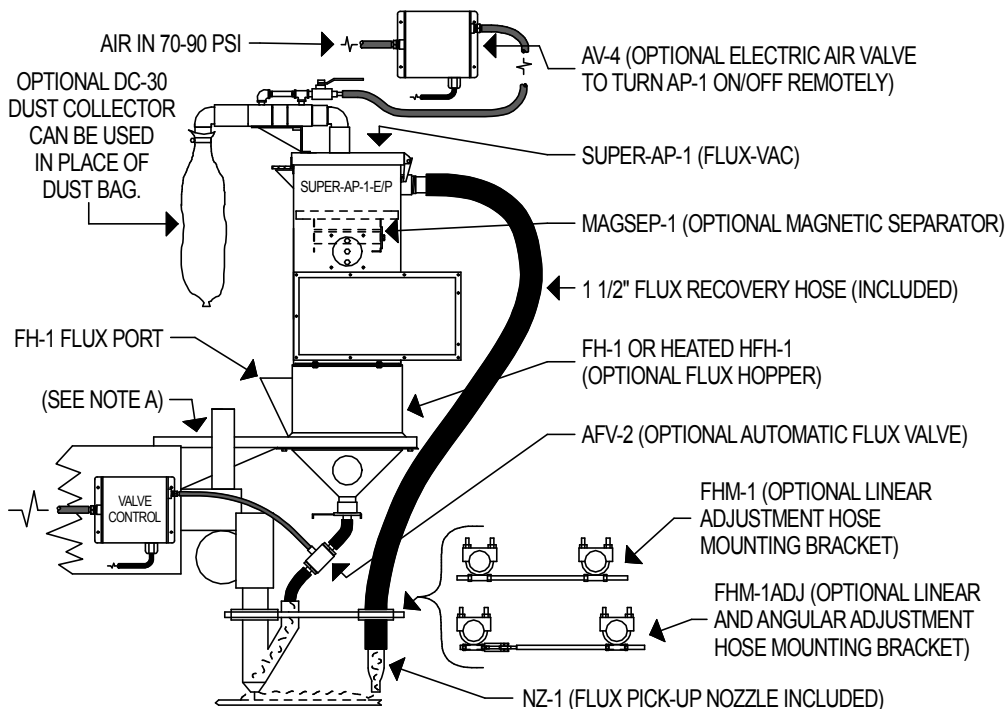 AIR IN 70-90 PSI
AV-4 (OPTIONAL ELECTRIC AIR VALVE
TO TURN AP-1 ON/OFF REMOTELY)
OPTIONAL DC-30
DUST COLLECTOR
CAN BE USED
IN PLACE OF
DUST BAG.
SUPER-AP-1 (FLUX-VAC)
SUPER-AP-1-E/P
MAGSEP-1 (OPTIONAL MAGNETIC SEPARATOR)
1 1/2" FLUX RECOVERY HOSE (INCLUDED)
FH-1 FLUX PORT
FH-1 OR HEATED HFH-1
(OPTIONAL FLUX HOPPER)
(SEE NOTE A)
AFV-2 (OPTIONAL AUTOMATIC FLUX VALVE)
VALVE
CONTROL
FHM-1 (OPTIONAL LINEAR
ADJUSTMENT HOSE
MOUNTING BRACKET)
FHM-1ADJ (OPTIONAL LINEAR
AND ANGULAR ADJUSTMENT
HOSE MOUNTING BRACKET)
NZ-1 (FLUX PICK-UP NOZZLE INCLUDED)